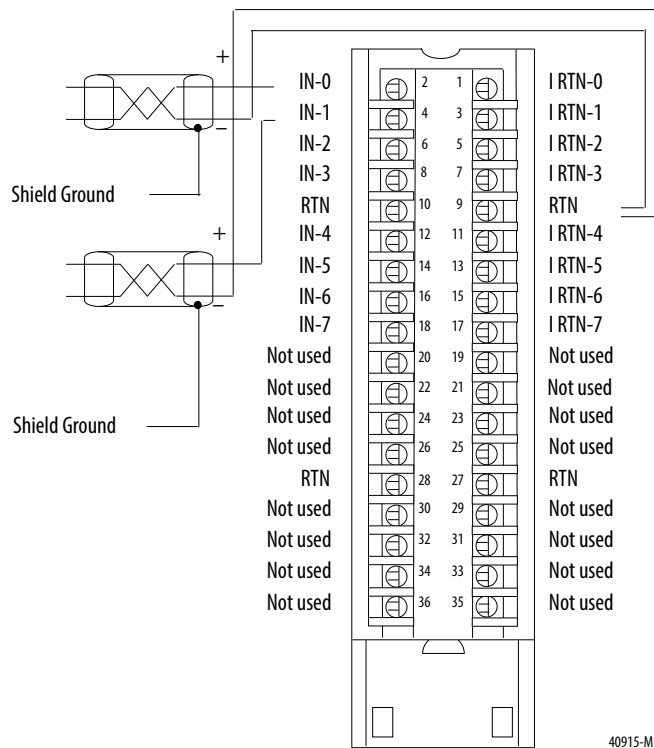 +
IN-0 2 1 I RTN-0
IN-1 4 3 I RTN-1
–
IN-2 6 5 I RTN-2
IN-3 8 7 I RTN-3
Shield Ground
RTN 10 9 RTN
+
IN-4 12 11 I RTN-4
IN-5 14 13 I RTN-5
IN-6 16 15 I RTN-6
–
IN-7 18 17 I RTN-7
Not used 20 19 Not used
Not used 22 21 Not used
Not used 24 23 Not used
Shield Ground
Not used 26 25 Not used
RTN 28 27 RTN
Not used 30 29 Not used
Not used 32 31 Not used
Not used 34 33 Not used
Not used 36 35 Not used
40915-M